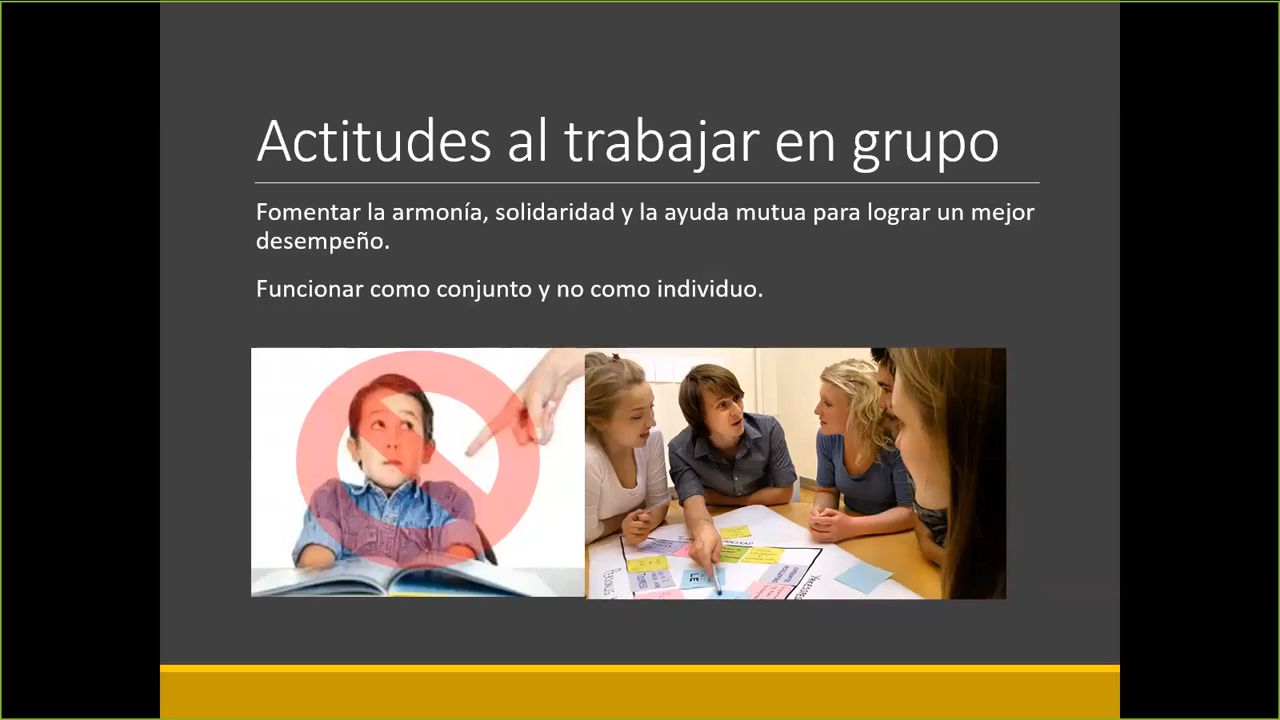 Actitudes al trabajar en grupo
Fomentar la armonía, solidaridad y la ayuda mutua para lograr un mejor
desempeño.
Funcionar como conjunto y no como individuo.